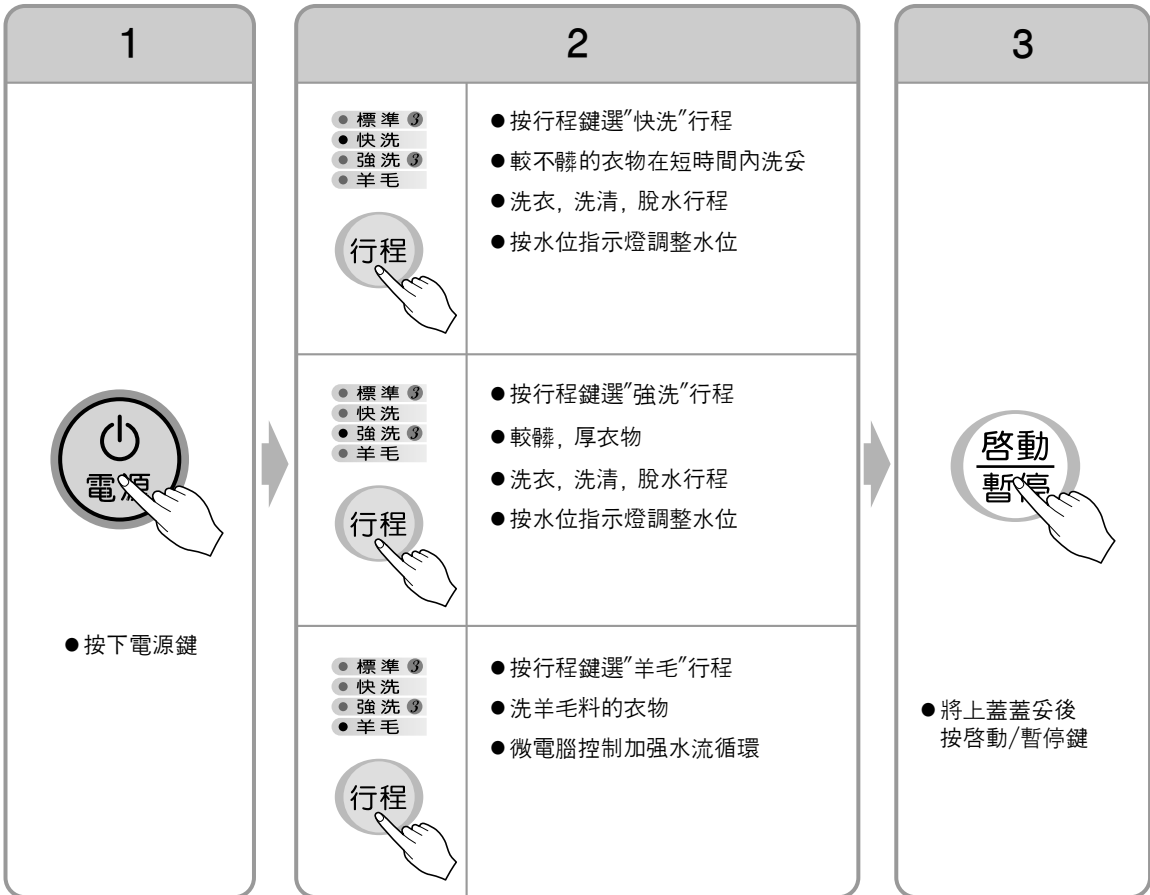 1
電源
●按下電源鍵
2
標準 3
快洗
強洗 3
羊毛
行程
●按行程鍵選"快洗"行程
●較不髒的衣物在短時間內洗妥
●洗衣, 洗清, 脫水行程
●按水位指示燈調整水位
標準 3
快洗
強洗 3
羊毛
行程
●按行程鍵選"強洗"行程
●較髒, 厚衣物
●洗衣, 洗清, 脫水行程
●按水位指示燈調整水位
標準 3
快洗
強洗 3
羊毛
行程
●按行程鍵選"羊毛"行程
●洗羊毛料的衣物
●微電腦控制加强水流循環
3
啓動
暫停
●將上蓋蓋妥後
按啓動/暫停鍵